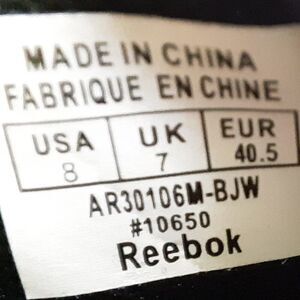 MADE IN CHINA
FABRIQUE EN CHINE
USA UK EUR
8 7 40.5
AR30106M-BJW
#10650
Reebok